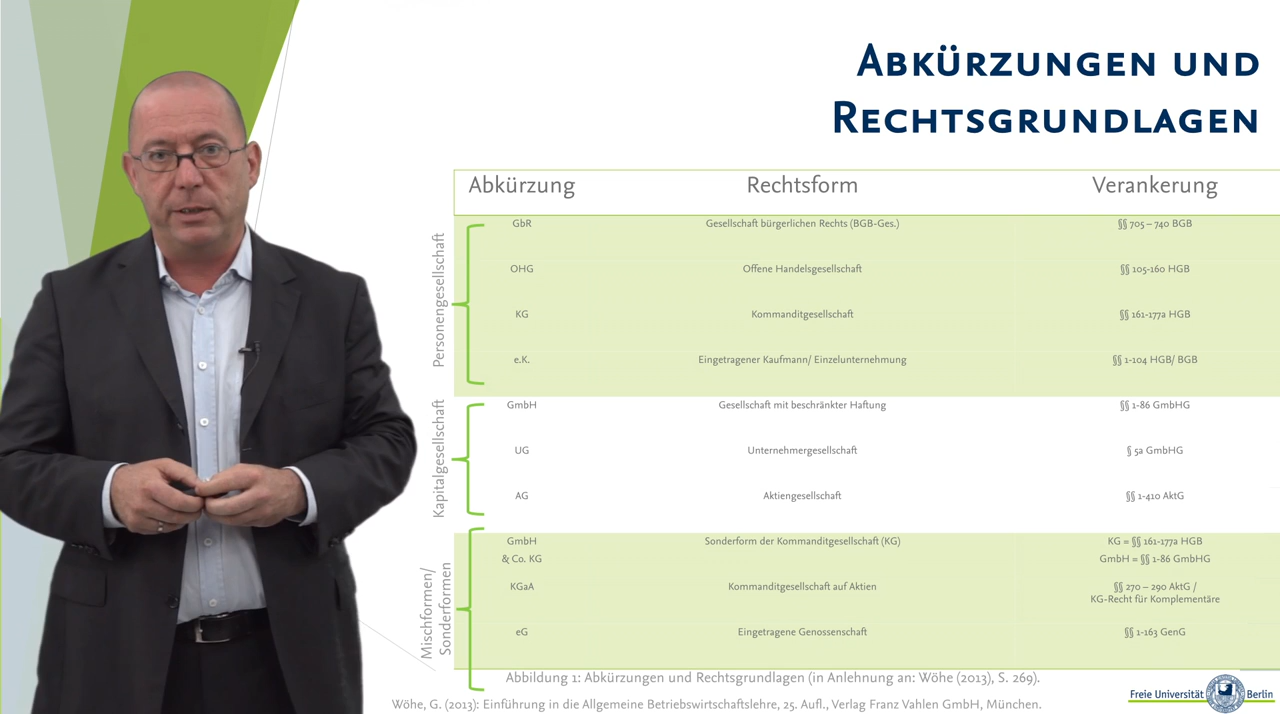 ABKÜRZUNGEN UND
RECHTSGRUNDLAGEN
Abkürzung Rechtsform Verankerung
Personengesellschaft
GbR Gesellschaft bürgerlichen Rechts (BGB-Ges.) §§ 705 – 740 BGB
OHG Offene Handelsgesellschaft §§ 105-160 HGB
KG Kommanditgesellschaft §§ 161-177a HGB
e.K. Eingetragener Kaufmann/ Einzelunternehmung §§ 1-104 HGB/ BGB
Kapitalgesellschaft
GmbH Gesellschaft mit beschränkter Haftung §§ 1-86 GmbHG
UG Unternehmergesellschaft § 5a GmbHG
AG Aktiengesellschaft §§ 1-410 AktG
Mischformen/
Sonderformen
GmbH Sonderform der Kommanditgesellschaft (KG) KG = §§ 161-177a HGB
& Co. KG GmbH = §§ 1-86 GmbHG
KGaA Kommanditgesellschaft auf Aktien §§ 270 – 290 AktG /
KG-Recht für Komplementäre
eG Eingetragene Genossenschaft §§ 1-163 GenG
Abbildung 1: Abkürzungen und Rechtsgrundlagen (in Anlehnung an: Wöhe (2013), S. 269).
Wöhe, G. (2013): Einführung in die Allgemeine Betriebswirtschaftslehre, 25. Aufl., Verlag Franz Vahlen GmbH, München.
Freie Universität Berlin